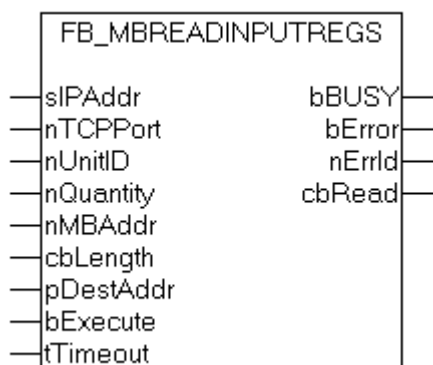 FB_MBREADINPUTREGS
sIPAddr bBUSY
nTCPPort bError
nUnitID nErrId
nQuantity cbRead
nMBAddr
cbLength
pDestAddr
bExecute
tTimeout